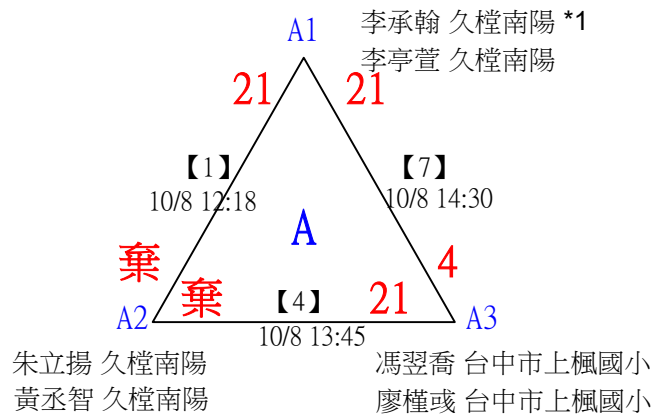 A1
李承翰 久樘南陽 *1
李亭萱 久樘南陽
21
21
【1】
10/8 12:18
【7】
10/8 14:30
A
棄
棄
4
【4】
21
10/8 13:45
A2
A3
朱立揚 久樘南陽
黃丞智 久樘南陽
馮翌喬 台中市上楓國小
廖槿彧 台中市上楓國小